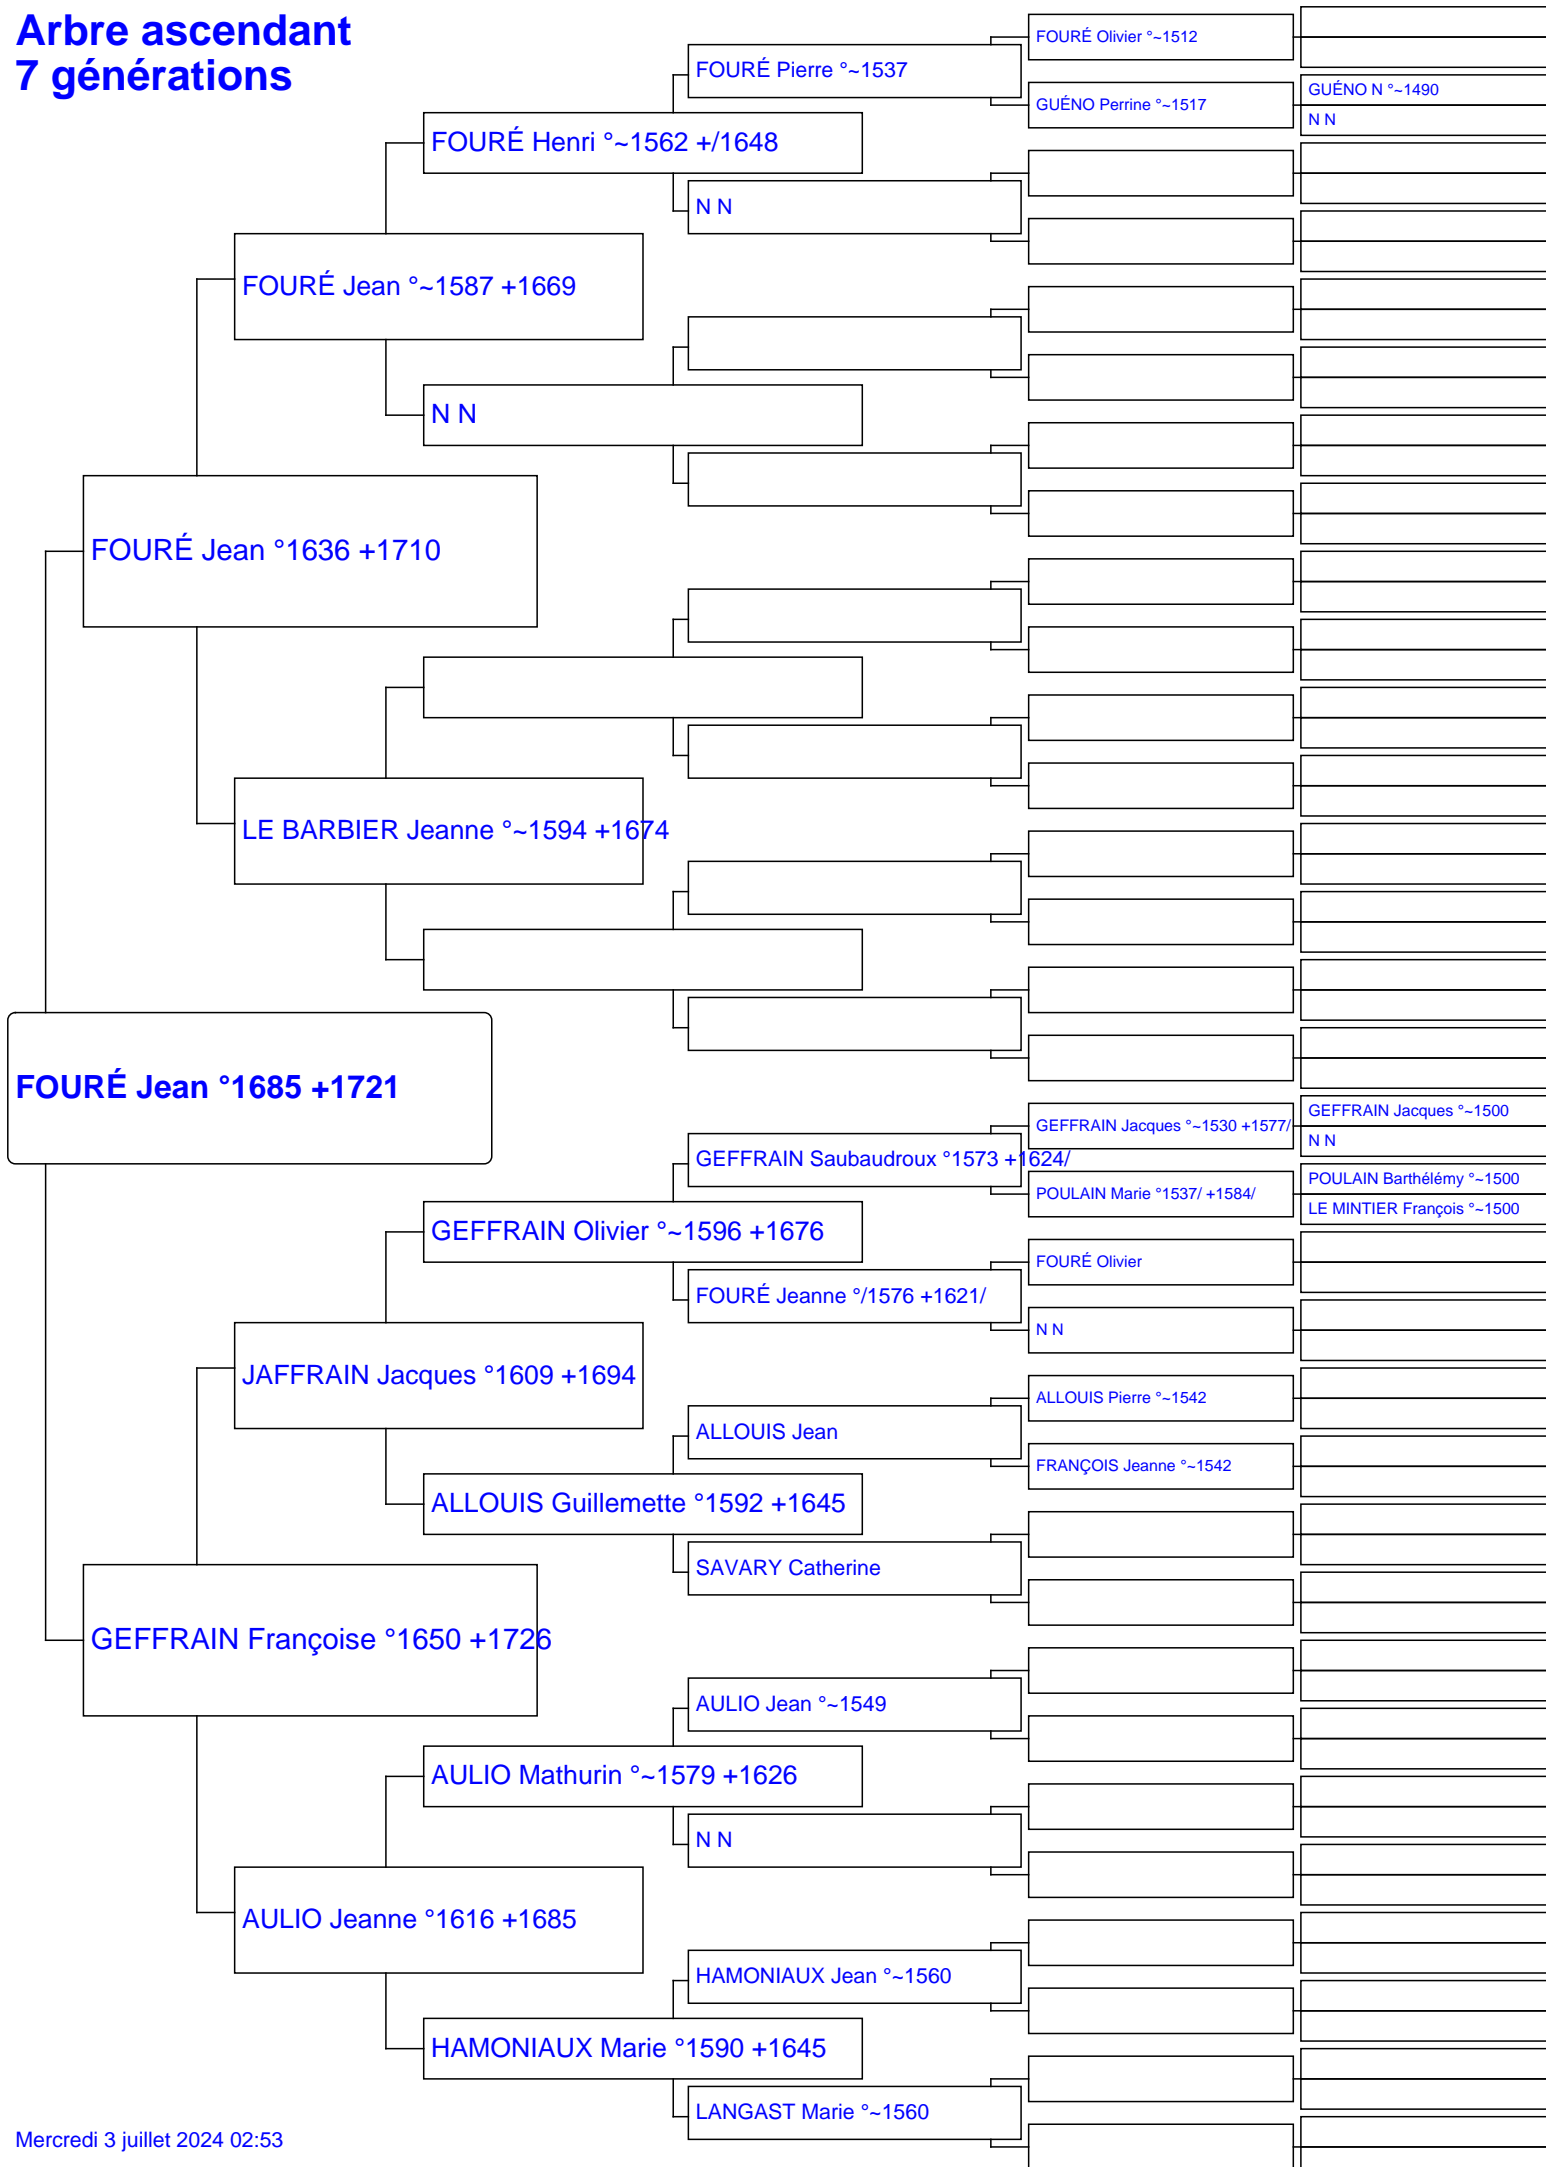 Arbre ascendant
7 générations
FOURÉ Olivier °~1512
FOURÉ Pierre °~1537
GUÉNO N °~1490
GUÉNO Perrine °~1517
N N
FOURÉ Henri °~1562 +/1648
N N
FOURÉ Jean °~1587 +1669
N N
FOURÉ Jean °1636 +1710
LE BARBIER Jeanne °~1594 +1674
FOURÉ Jean °1685 +1721
GEFFRAIN Jacques °~1500
GEFFRAIN Jacques °~1530 +1577/
N N
GEFFRAIN Saubaudroux °1573 +1624/
POULAIN Barthélémy °~1500
POULAIN Marie °1537/ +1584/
LE MINTIER François °~1500
GEFFRAIN Olivier °~1596 +1676
FOURÉ Olivier
FOURÉ Jeanne °/1576 +1621/
N N
JAFFRAIN Jacques °1609 +1694
ALLOUIS Pierre °~1542
ALLOUIS Jean
FRANÇOIS Jeanne °~1542
ALLOUIS Guillemette °1592 +1645
SAVARY Catherine
GEFFRAIN Françoise °1650 +1726
AULIO Jean °~1549
AULIO Mathurin °~1579 +1626
N N
AULIO Jeanne °1616 +1685
HAMONIAUX Jean °~1560
HAMONIAUX Marie °1590 +1645
LANGAST Marie °~1560
Mercredi 3 juillet 2024 02:53